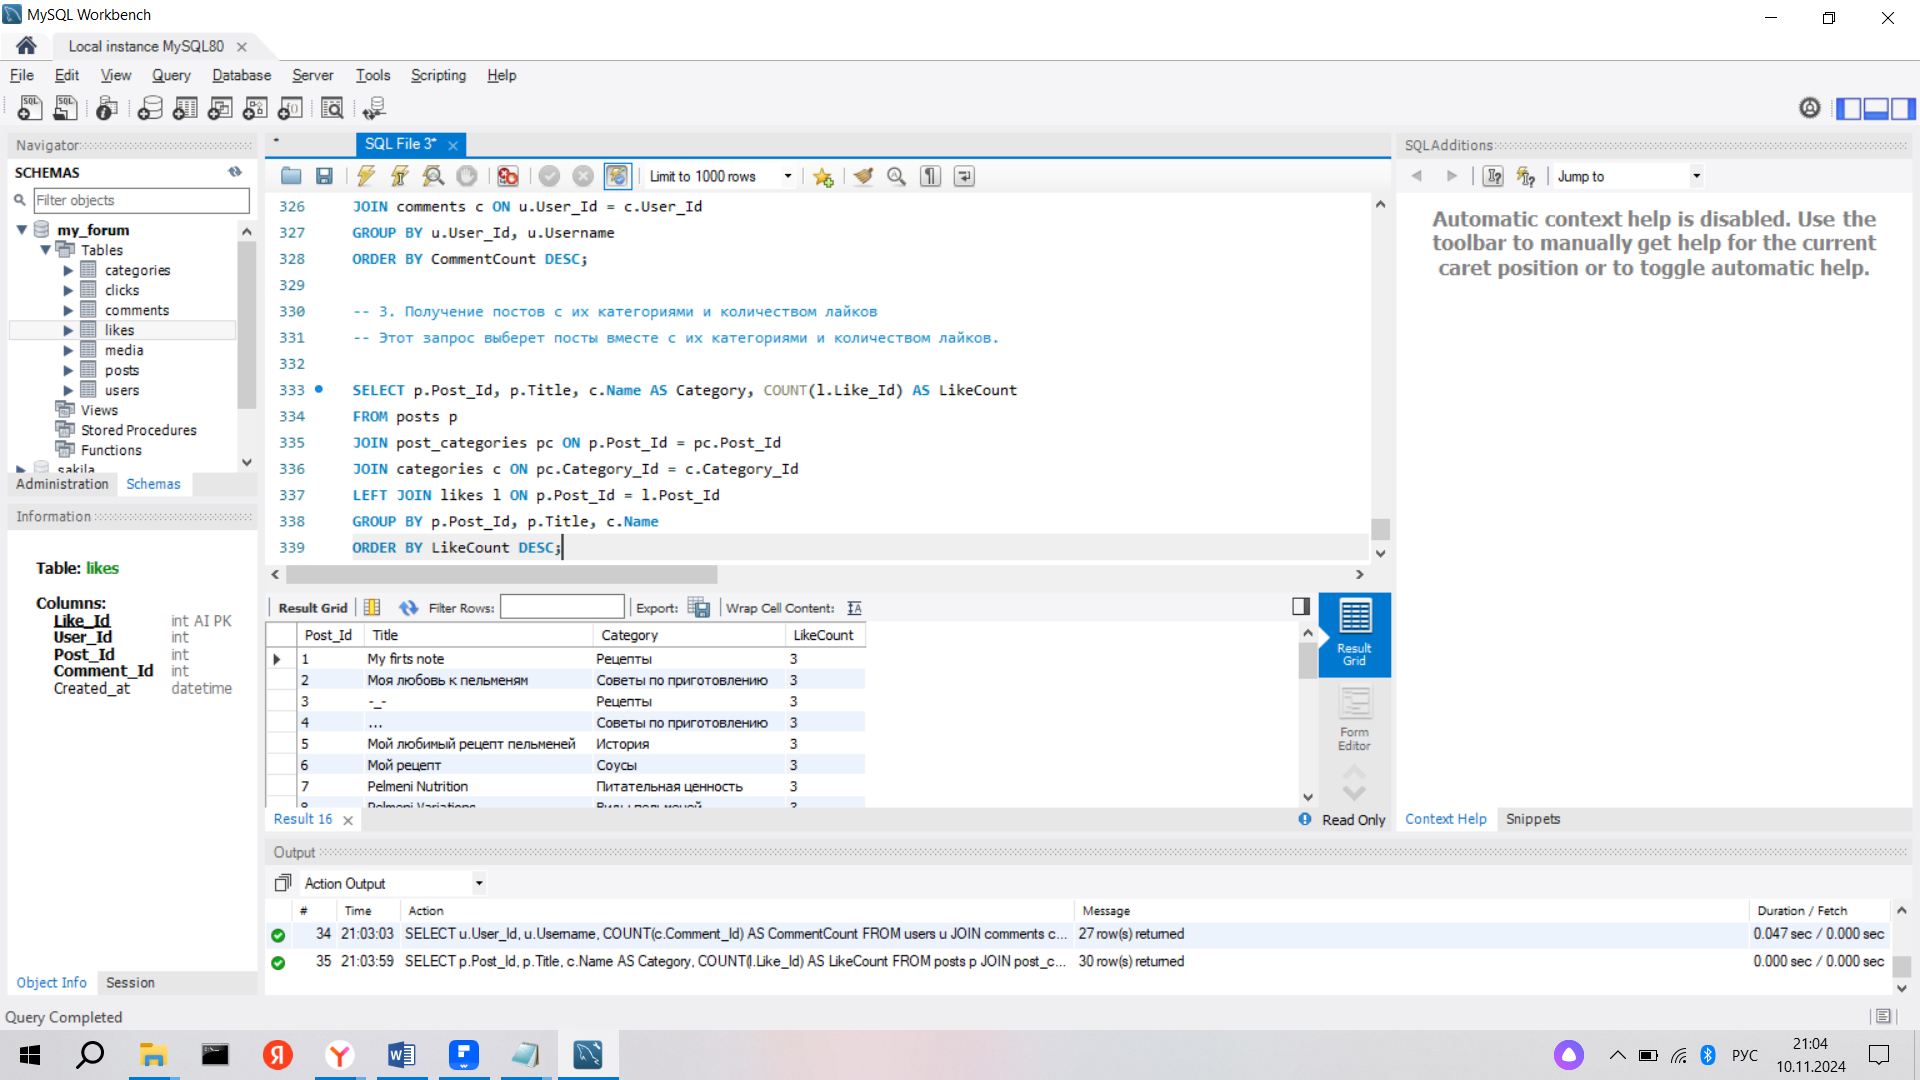 MySQL Workbench
Local instance MySQL80
File Edit View Query Database Server Tools Scripting Help
Navigator
SCHEMAS
Filter objects
my_forum
Tables
categories
clicks
comments
likes
media
posts
users
Views
Stored Procedures
Functions
sakila
Administration Schemas
Information
Table: likes
Columns:
Like_Id int AI PK
User_Id int
Post_Id int
Comment_Id int
Created_at datetime
Object Info Session
SQL File 3*
Limit to 1000 rows
326 JOIN comments c ON u.User_Id = c.User_Id
327 GROUP BY u.User_Id, u.Username
328 ORDER BY CommentCount DESC;
329
330 -- 3. Получение постов с их категориями и количеством лайков
331 -- Этот запрос выберет посты вместе с их категориями и количеством лайков.
332
333 SELECT p.Post_Id, p.Title, c.Name AS Category, COUNT(l.Like_Id) AS LikeCount
334 FROM posts p
335 JOIN post_categories pc ON p.Post_Id = pc.Post_Id
336 JOIN categories c ON pc.Category_Id = c.Category_Id
337 LEFT JOIN likes l ON p.Post_Id = l.Post_Id
338 GROUP BY p.Post_Id, p.Title, c.Name
339 ORDER BY LikeCount DESC;
Result Grid Filter Rows: Export: Wrap Cell Content:
Post_Id Title Category LikeCount
1 My firts note Рецепты 3
2 Моя любовь к пельменям Советы по приготовлению 3
3 -_- Рецепты 3
4 ... Советы по приготовлению 3
5 Мой любимый рецепт пельменей История 3
6 Мой рецепт Соусы 3
7 Pelmeni Nutrition Питательная ценность 3
8 Pelmeni Variations Виды пельменей 3
Result Grid
Form Editor
Result 16
Read Only
SQLAdditions
Jump to
Automatic context help is disabled. Use the
toolbar to manually get help for the current
caret position or to toggle automatic help.
Context Help Snippets
Output
Action Output
# Time Action Message Duration / Fetch
34 21:03:03 SELECT u.User_Id, u.Username, COUNT(c.Comment_Id) AS CommentCount FROM users u JOIN comments c... 27 row(s) returned 0.047 sec / 0.000 sec
35 21:03:59 SELECT p.Post_Id, p.Title, c.Name AS Category, COUNT(l.Like_Id) AS LikeCount FROM posts p JOIN post_c... 30 row(s) returned 0.000 sec / 0.000 sec
Query Completed
РУС
21:04
10.11.2024